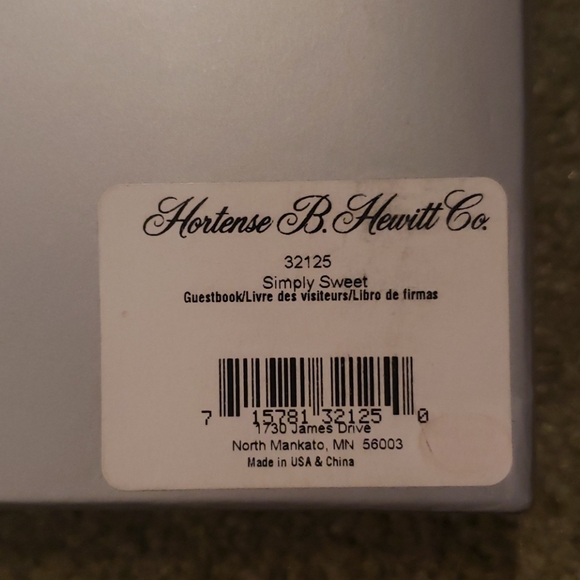 Hortense B. Hewitt Co.
32125
Simply Sweet
Guestbook/Livre des visiteurs/Libro de firmas
7 15781 32125 0
1730 James Drive
North Mankato, MN 56003
Made in USA & China